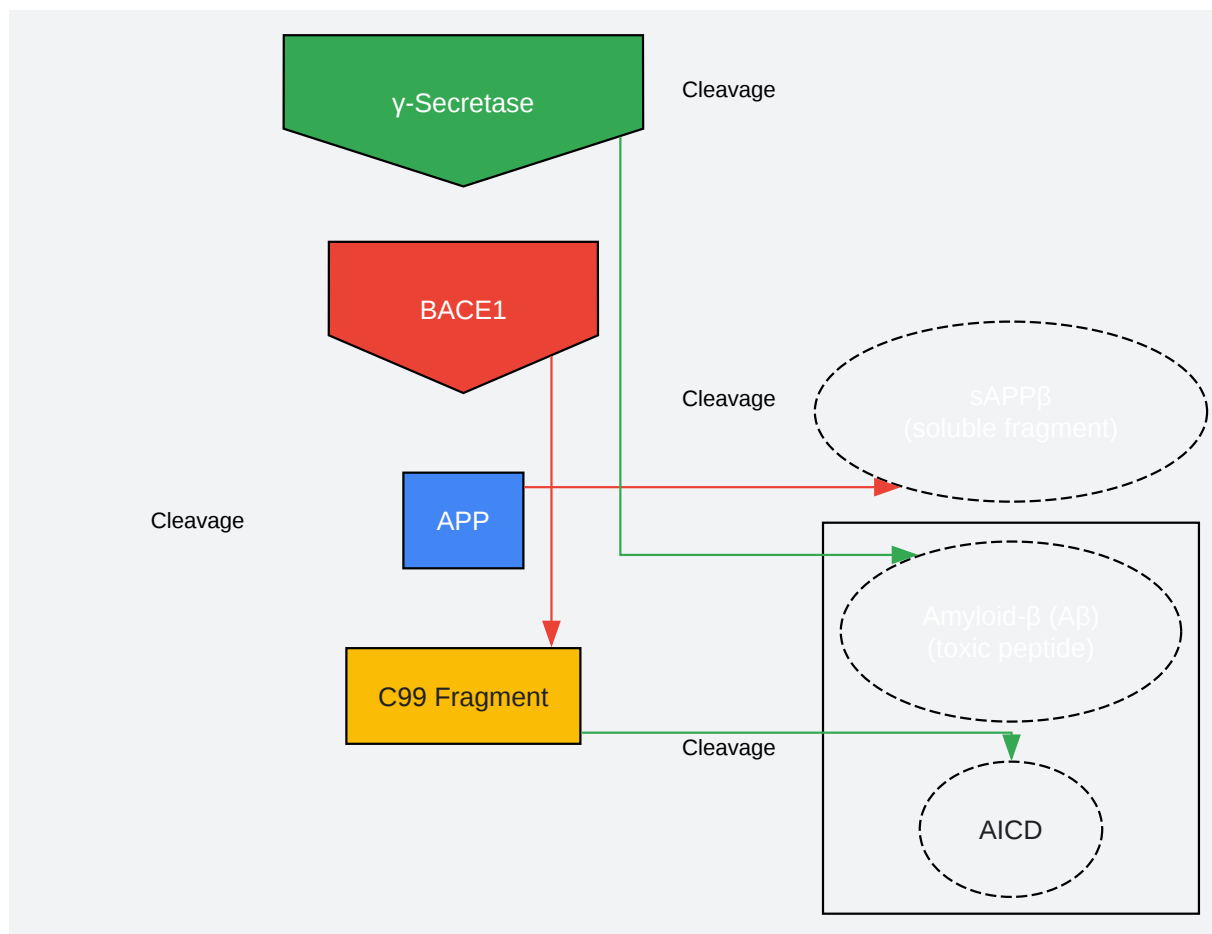 γ-Secretase
Cleavage
BACE1
Cleavage
sAPPβ
(soluble fragment)
Cleavage
APP
Amyloid-β (Aβ)
(toxic peptide)
C99 Fragment
Cleavage
AICD